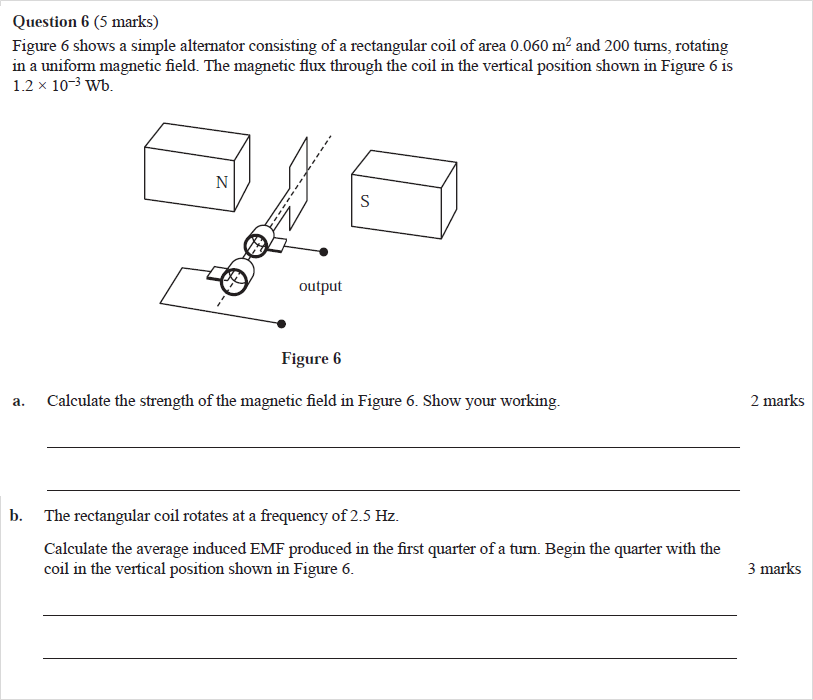 Question 6 (5 marks)
Figure 6 shows a simple alternator consisting of a rectangular coil of area 0.060 m² and 200 turns, rotating
in a uniform magnetic field. The magnetic flux through the coil in the vertical position shown in Figure 6 is
1.2 × 10⁻³ Wb.
N
S
output
Figure 6
a. Calculate the strength of the magnetic field in Figure 6. Show your working. 2 marks
b. The rectangular coil rotates at a frequency of 2.5 Hz.
Calculate the average induced EMF produced in the first quarter of a turn. Begin the quarter with the
coil in the vertical position shown in Figure 6. 3 marks